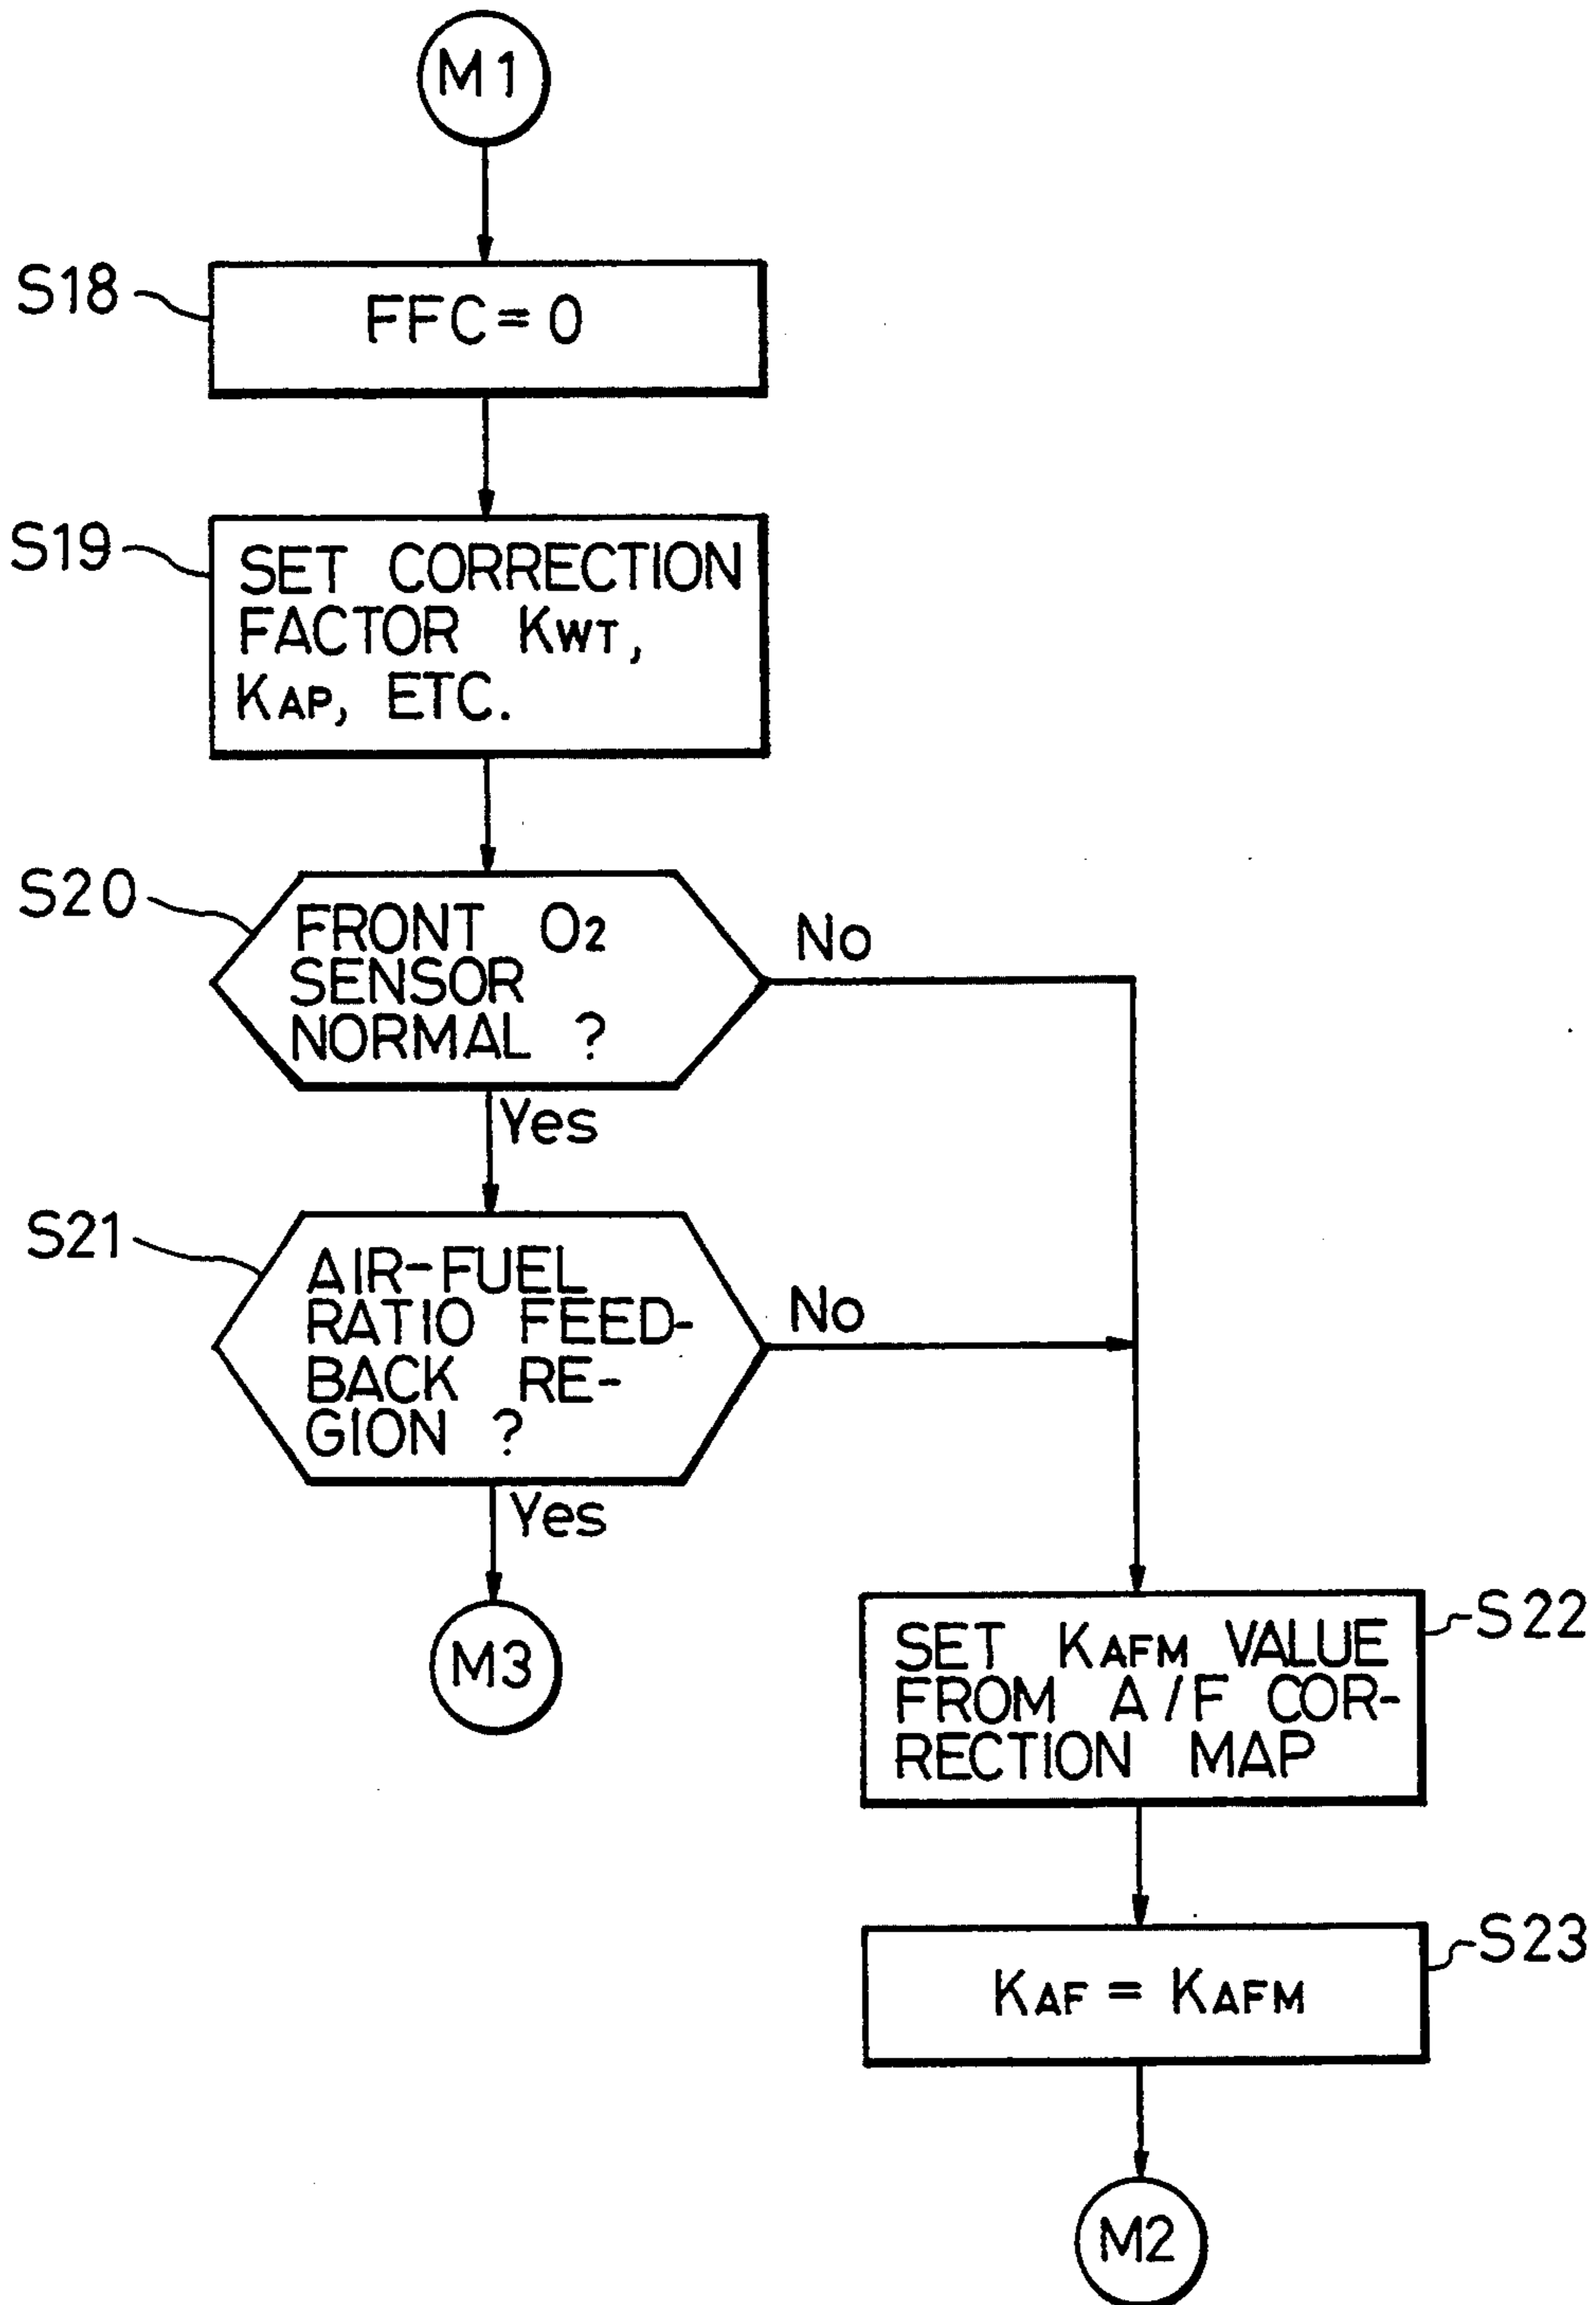 M1
S18
FFC=0
S19
SET CORRECTION
FACTOR KWT,
KAP, ETC.
S20
FRONT O2
SENSOR
NORMAL ?
No
Yes
S21
AIR-FUEL
RATIO FEED-
BACK RE-
GION ?
No
Yes
M3
S22
SET KAFM VALUE
FROM A/F COR-
RECTION MAP
S23
KAF = KAFM
M2